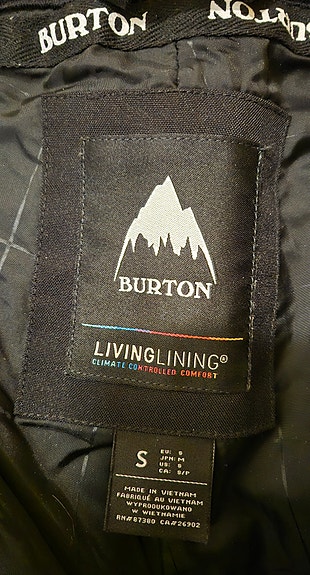 BURTON BURTON
BURTON
LIVINGLINING®
CLIMATE CONTROLLED COMFORT
S
EU: S
JPN: M
US: S
CA: S/P
MADE IN VIETNAM
FABRIQUÉ AU VIETNAM
WYPRODUKOWANO
W WIETNAMIE
RN#87380 CA#26902